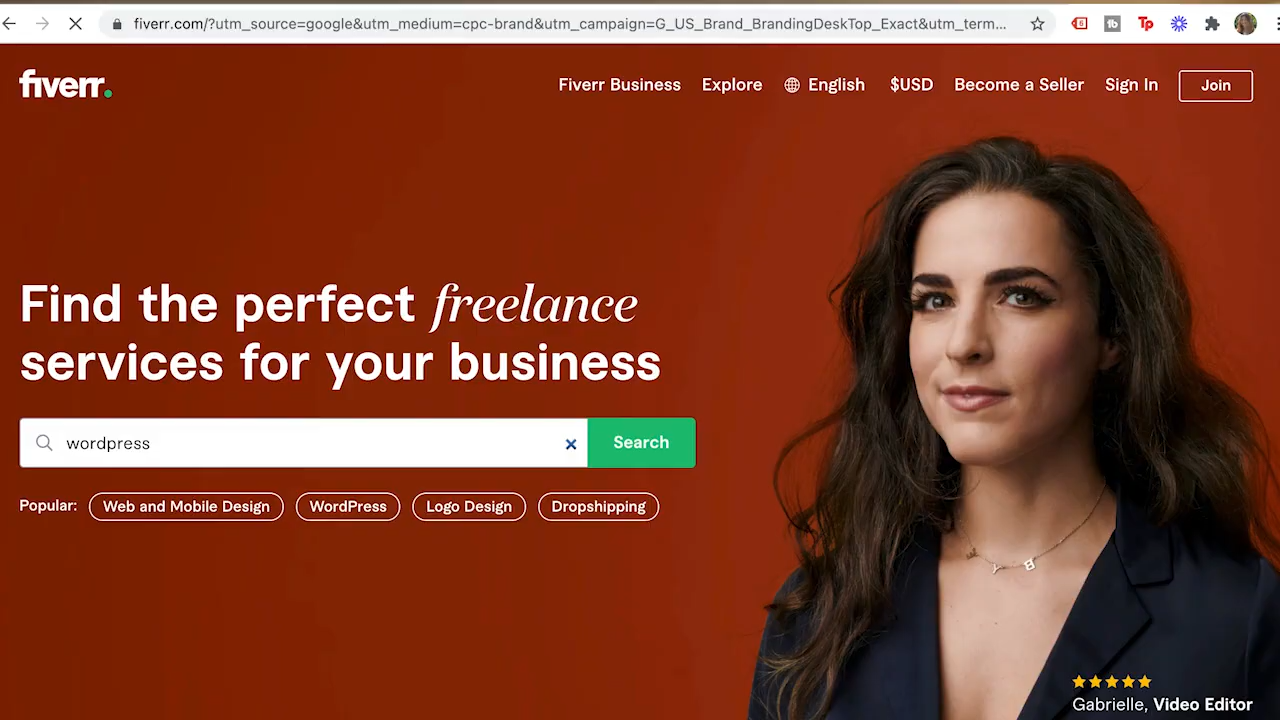 fiverr.com/?utm_source=google&utm_medium=cpc-brand&utm_campaign=G_US_Brand_BrandingDeskTop_Exact&utm_term...
fiverr.
Fiverr Business Explore English $USD Become a Seller Sign In Join
Find the perfect freelance
services for your business
wordpress Search
Popular: Web and Mobile Design WordPress Logo Design Dropshipping
Gabrielle, Video Editor